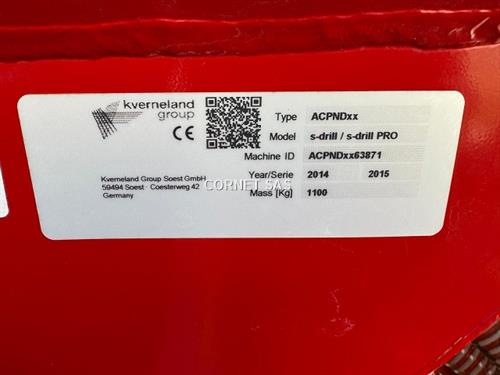 kverneland
group
CE
Type ACPNDxx
Model s-drill / s-drill PRO
Machine ID ACPNDxx63871
Year/Serie 2014 2015
Mass [Kg] 1100
Kverneland Group Soest GmbH
59494 Soest · Coesterweg 42
Germany
CORNET SAS